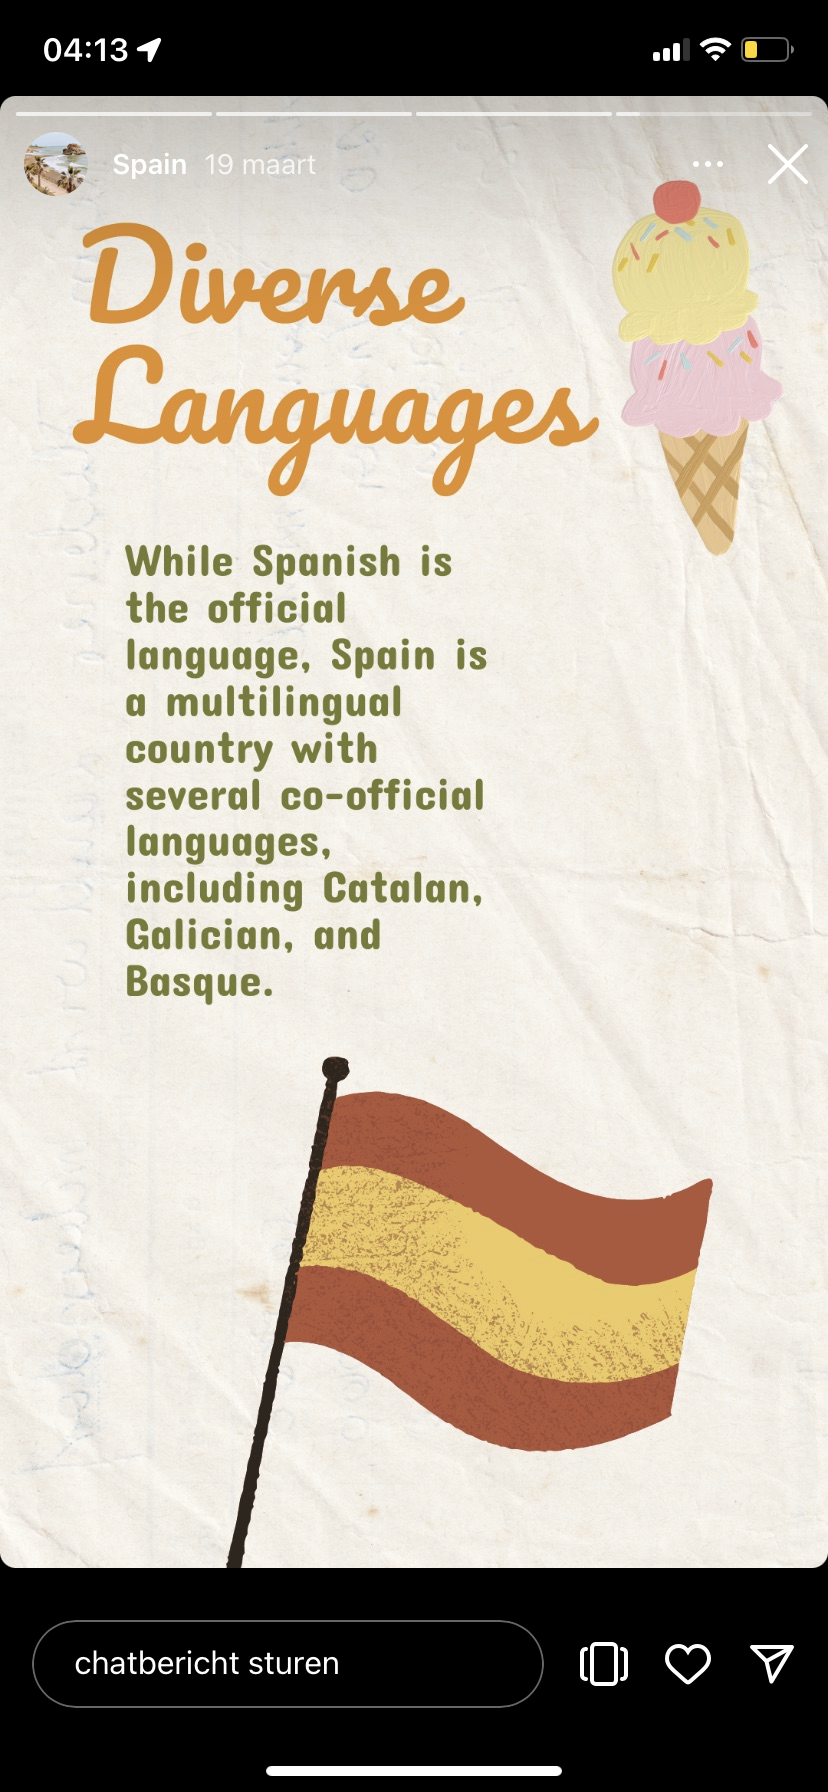 04:13
Spain 19 maart
Diverse
Languages
While Spanish is
the official
language, Spain is
a multilingual
country with
several co-official
languages,
including Catalan,
Galician, and
Basque.
chatbericht sturen